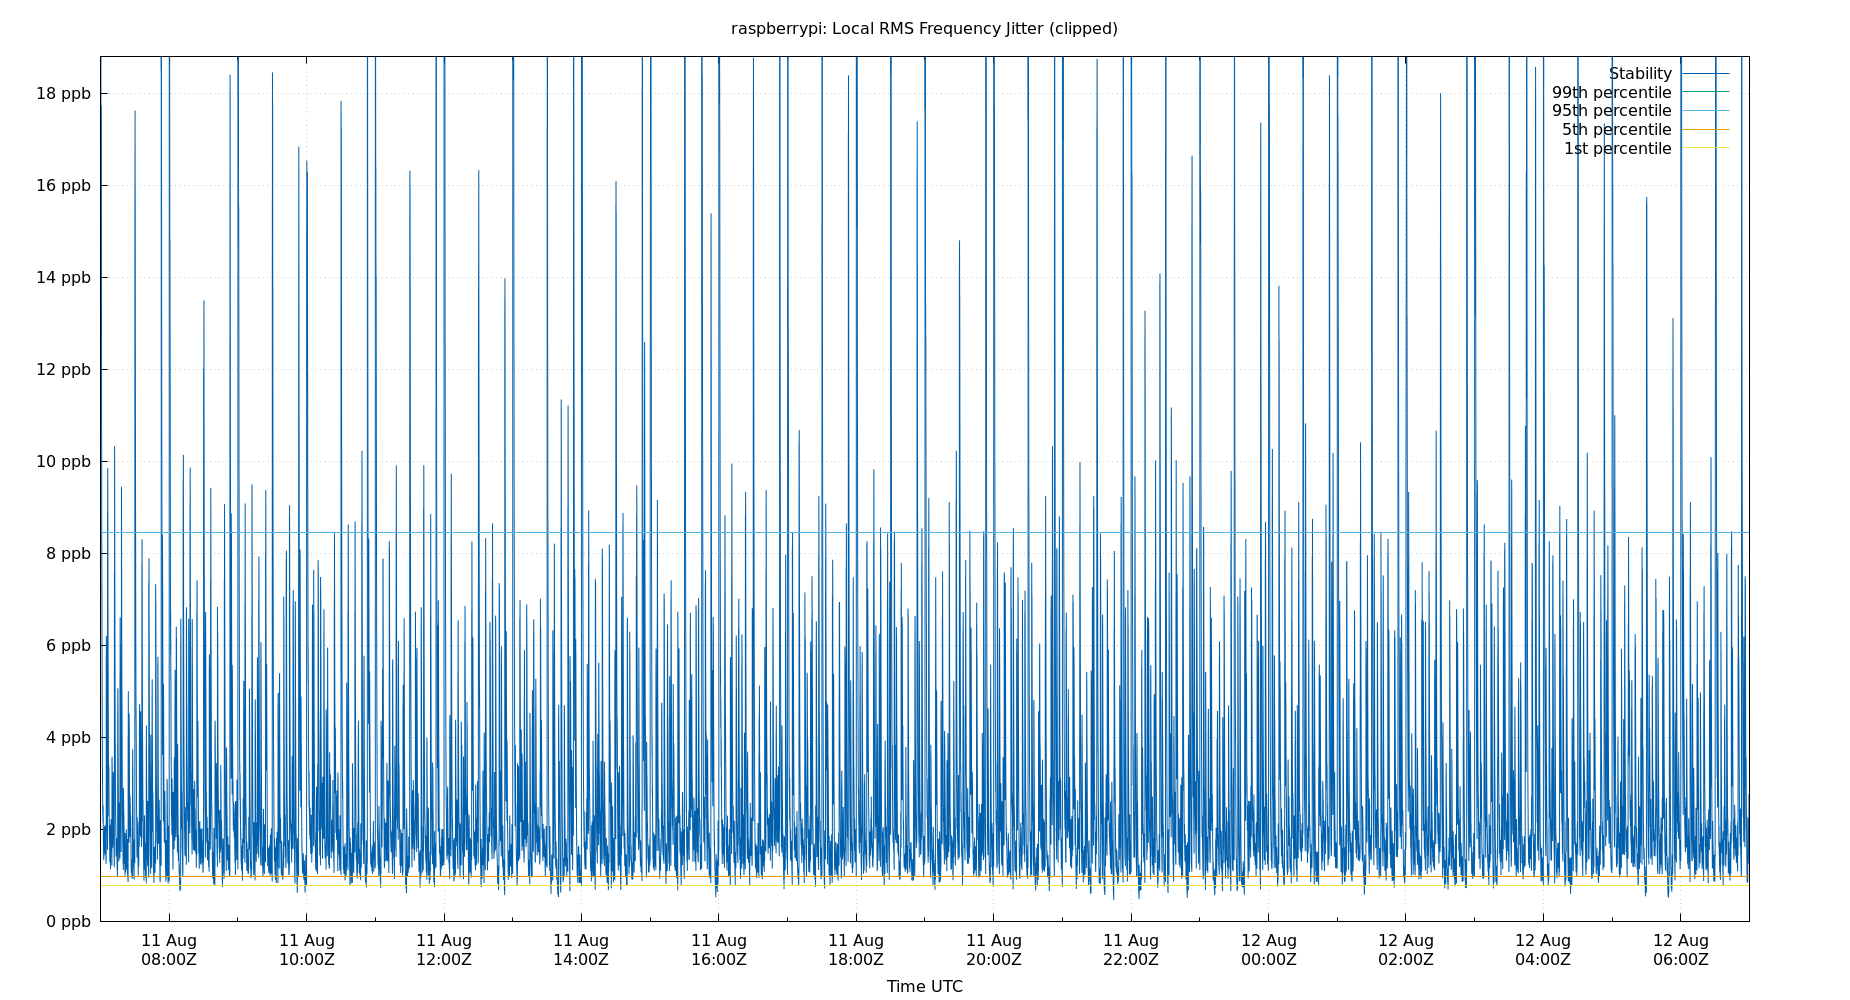 raspberrypi: Local RMS Frequency Jitter (clipped)
Stability
99th percentile
95th percentile
5th percentile
1st percentile
18 ppb
16 ppb
14 ppb
12 ppb
10 ppb
8 ppb
6 ppb
4 ppb
2 ppb
0 ppb
11 Aug 11 Aug 11 Aug 11 Aug 11 Aug 11 Aug 11 Aug 11 Aug 12 Aug 12 Aug 12 Aug 12 Aug
08:00Z 10:00Z 12:00Z 14:00Z 16:00Z 18:00Z 20:00Z 22:00Z 00:00Z 02:00Z 04:00Z 06:00Z
Time UTC